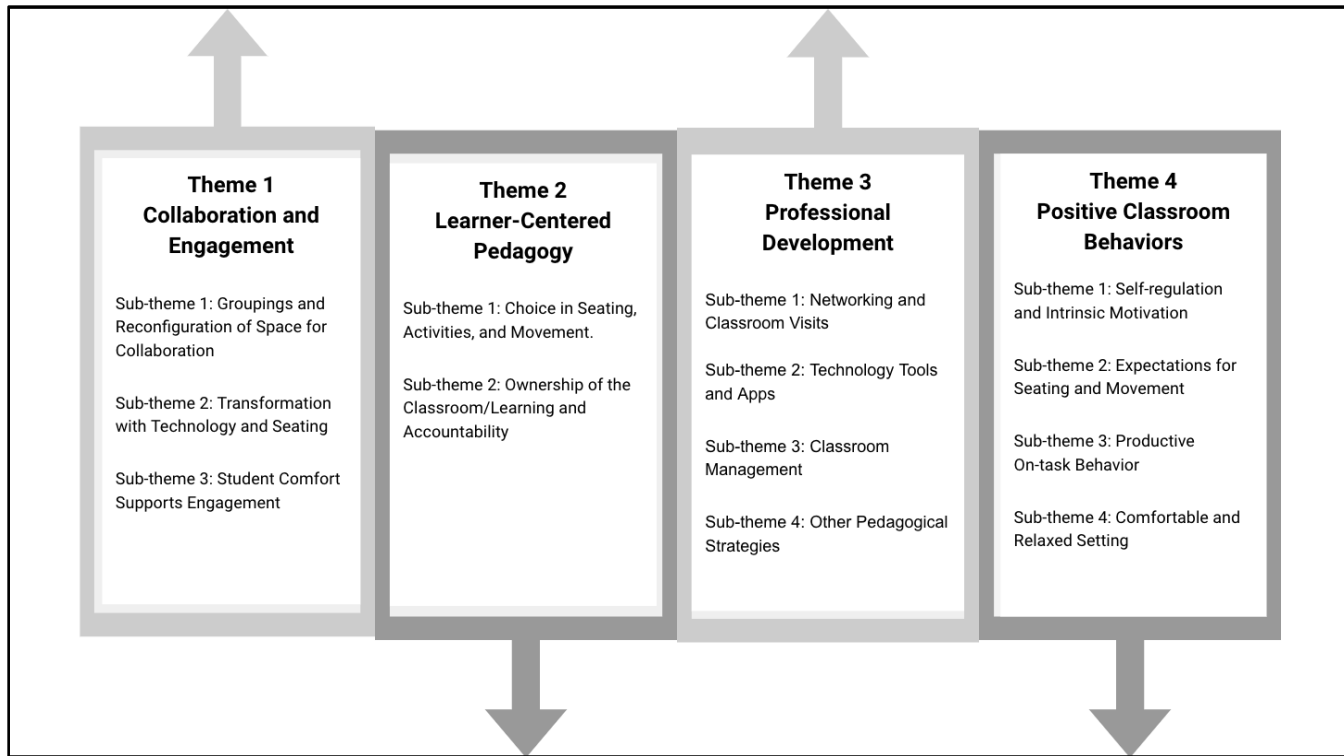 Theme 1
Collaboration and
Engagement
Sub-theme 1: Groupings and
Reconfiguration of Space for
Collaboration
Sub-theme 2: Transformation
with Technology and Seating
Sub-theme 3: Student Comfort
Supports Engagement
Theme 2
Learner-Centered
Pedagogy
Sub-theme 1: Choice in Seating,
Activities, and Movement.
Sub-theme 2: Ownership of the
Classroom/Learning and
Accountability
Theme 3
Professional
Development
Sub-theme 1: Networking and
Classroom Visits
Sub-theme 2: Technology Tools
and Apps
Sub-theme 3: Classroom
Management
Sub-theme 4: Other Pedagogical
Strategies
Theme 4
Positive Classroom
Behaviors
Sub-theme 1: Self-regulation
and Intrinsic Motivation
Sub-theme 2: Expectations for
Seating and Movement
Sub-theme 3: Productive
On-task Behavior
Sub-theme 4: Comfortable and
Relaxed Setting